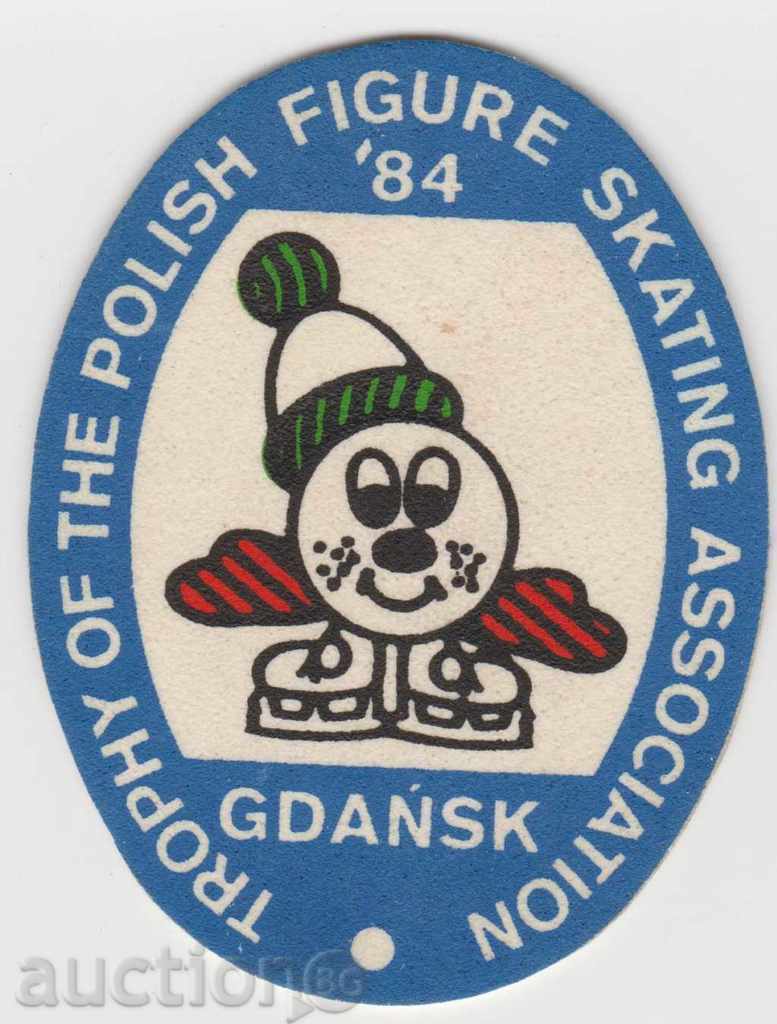 TROPHY OF THE POLISH FIGURE SKATING ASSOCIATION
'84
GDAŃSK
auction BG